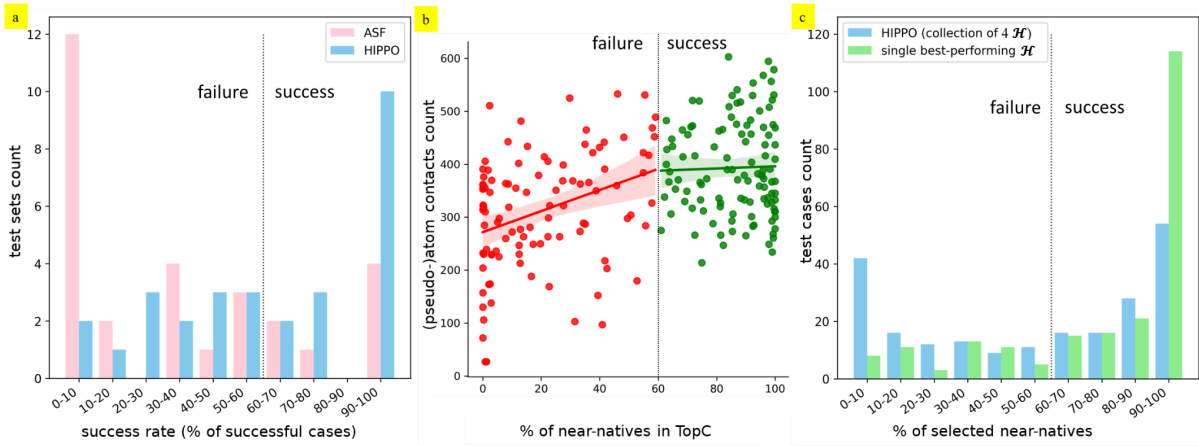 a
ASF
HIPPO
failure
success
12
10
8
6
4
2
0
test sets count
0-10
10-20
20-30
30-40
40-50
50-60
60-70
70-80
80-90
90-100
success rate (% of successful cases)
b
failure
success
600
500
400
300
200
100
0
(pseudo-)atom contacts count
0
20
40
60
80
100
% of near-natives in TopC
c
HIPPO (collection of 4 ℋ)
single best-performing ℋ
failure
success
120
100
80
60
40
20
0
test cases count
0-10
10-20
20-30
30-40
40-50
50-60
60-70
70-80
80-90
90-100
% of selected near-natives